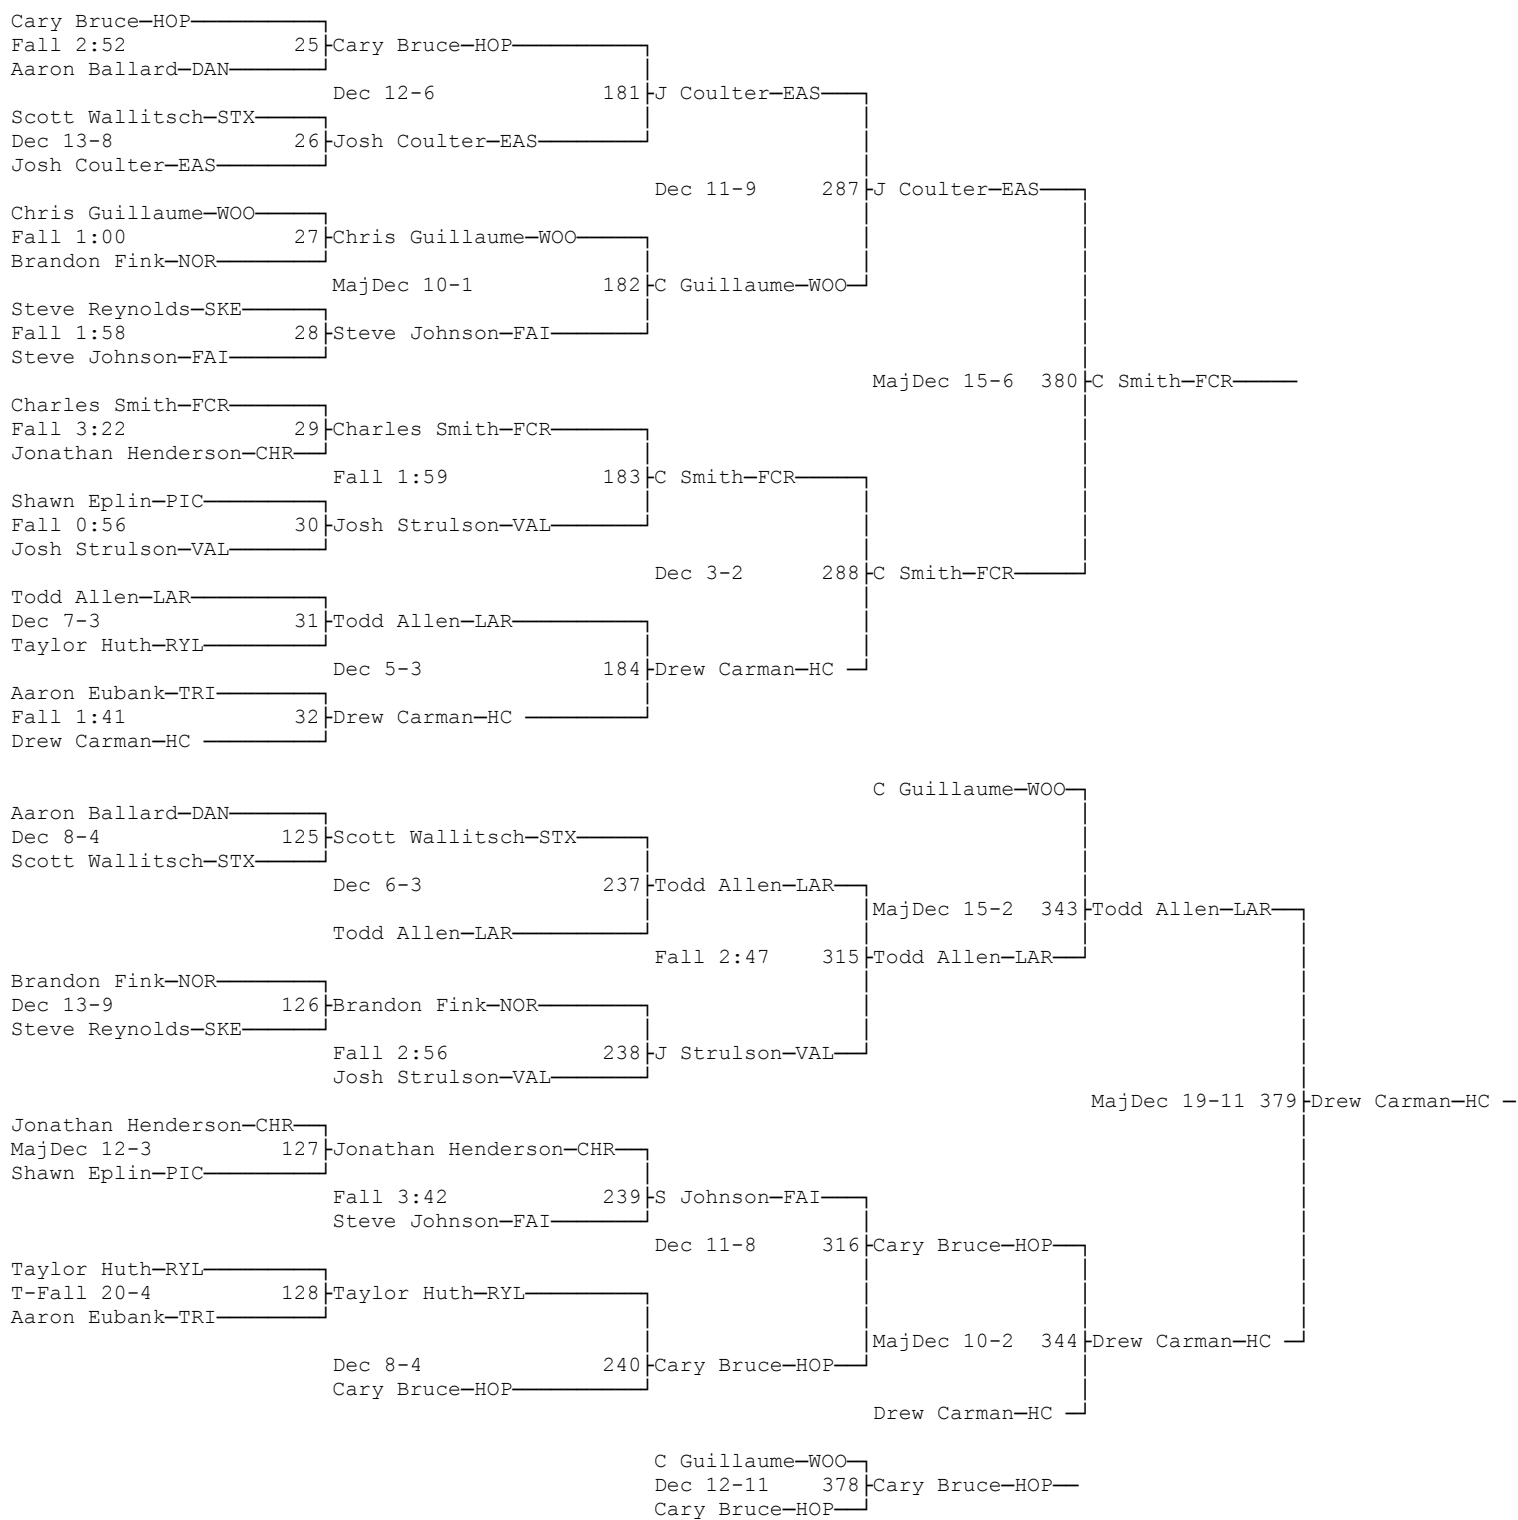 Cary Bruce—HOP
Fall 2:52 25 Cary Bruce—HOP
Aaron Ballard—DAN
Dec 12-6 181 J Coulter—EAS
Scott Wallitsch—STX
Dec 13-8 26 Josh Coulter—EAS
Josh Coulter—EAS
Dec 11-9 287 J Coulter—EAS
Chris Guillaume—WOO
Fall 1:00 27 Chris Guillaume—WOO
Brandon Fink—NOR
MajDec 10-1 182 C Guillaume—WOO
Steve Reynolds—SKE
Fall 1:58 28 Steve Johnson—FAI
Steve Johnson—FAI
MajDec 15-6 380 C Smith—FCR
Charles Smith—FCR
Fall 3:22 29 Charles Smith—FCR
Jonathan Henderson—CHR
Fall 1:59 183 C Smith—FCR
Shawn Eplin—PIC
Fall 0:56 30 Josh Strulson—VAL
Josh Strulson—VAL
Dec 3-2 288 C Smith—FCR
Todd Allen—LAR
Dec 7-3 31 Todd Allen—LAR
Taylor Huth—RYL
Dec 5-3 184 Drew Carman—HC
Aaron Eubank—TRI
Fall 1:41 32 Drew Carman—HC
Drew Carman—HC
C Guillaume—WOO
Aaron Ballard—DAN
Dec 8-4 125 Scott Wallitsch—STX
Scott Wallitsch—STX
Dec 6-3 237 Todd Allen—LAR
MajDec 15-2 343 Todd Allen—LAR
Todd Allen—LAR
Fall 2:47 315 Todd Allen—LAR
Brandon Fink—NOR
Dec 13-9 126 Brandon Fink—NOR
Steve Reynolds—SKE
Fall 2:56 238 J Strulson—VAL
Josh Strulson—VAL
MajDec 19-11 379 Drew Carman—HC
Jonathan Henderson—CHR
MajDec 12-3 127 Jonathan Henderson—CHR
Shawn Eplin—PIC
Fall 3:42 239 S Johnson—FAI
Steve Johnson—FAI
Dec 11-8 316 Cary Bruce—HOP
Taylor Huth—RYL
T-Fall 20-4 128 Taylor Huth—RYL
Aaron Eubank—TRI
MajDec 10-2 344 Drew Carman—HC
Dec 8-4 240 Cary Bruce—HOP
Cary Bruce—HOP
Drew Carman—HC
C Guillaume—WOO
Dec 12-11 378 Cary Bruce—HOP
Cary Bruce—HOP